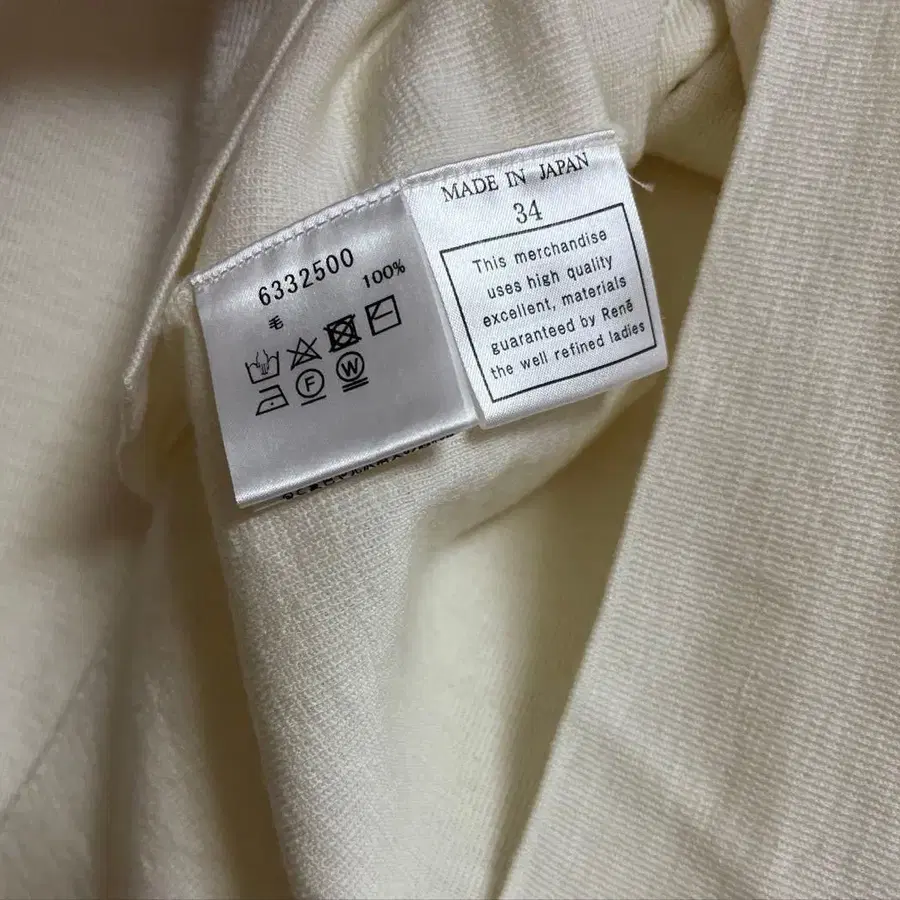 6332500
毛 100%
F W
MADE IN JAPAN
34
This merchandise
uses high quality
excellent, materials
guaranteed by René
the well refined ladies